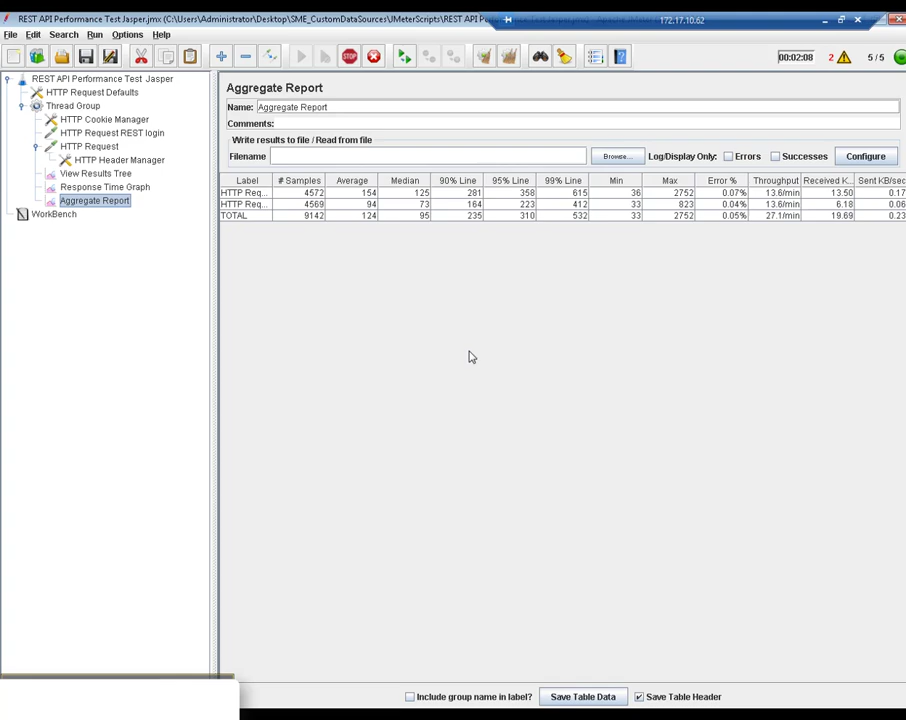 REST API Performance Test Jasper.jmx (C:\Users\Administrator\Desktop\SME_CustomDataSources\JMeterScripts\REST API
172.17.10.62
File Edit Search Run Options Help
00:02:08 2 5/5
REST API Performance Test Jasper
HTTP Request Defaults
Thread Group
HTTP Cookie Manager
HTTP Request REST login
HTTP Request
HTTP Header Manager
View Results Tree
Response Time Graph
Aggregate Report
WorkBench
Aggregate Report
Name: Aggregate Report
Comments:
Write results to file / Read from file
Filename Browse... Log/Display Only: Errors Successes Configure
Label # Samples Average Median 90% Line 95% Line 99% Line Min Max Error % Throughput Received K... Sent KB/sec
HTTP Req... 4572 154 125 281 358 615 36 2752 0.07% 13.6/min 13.50 0.17
HTTP Req... 4569 94 73 164 223 412 33 823 0.04% 13.6/min 6.18 0.06
TOTAL 9142 124 95 235 310 532 33 2752 0.05% 27.1/min 19.69 0.23
Include group name in label? Save Table Data Save Table Header